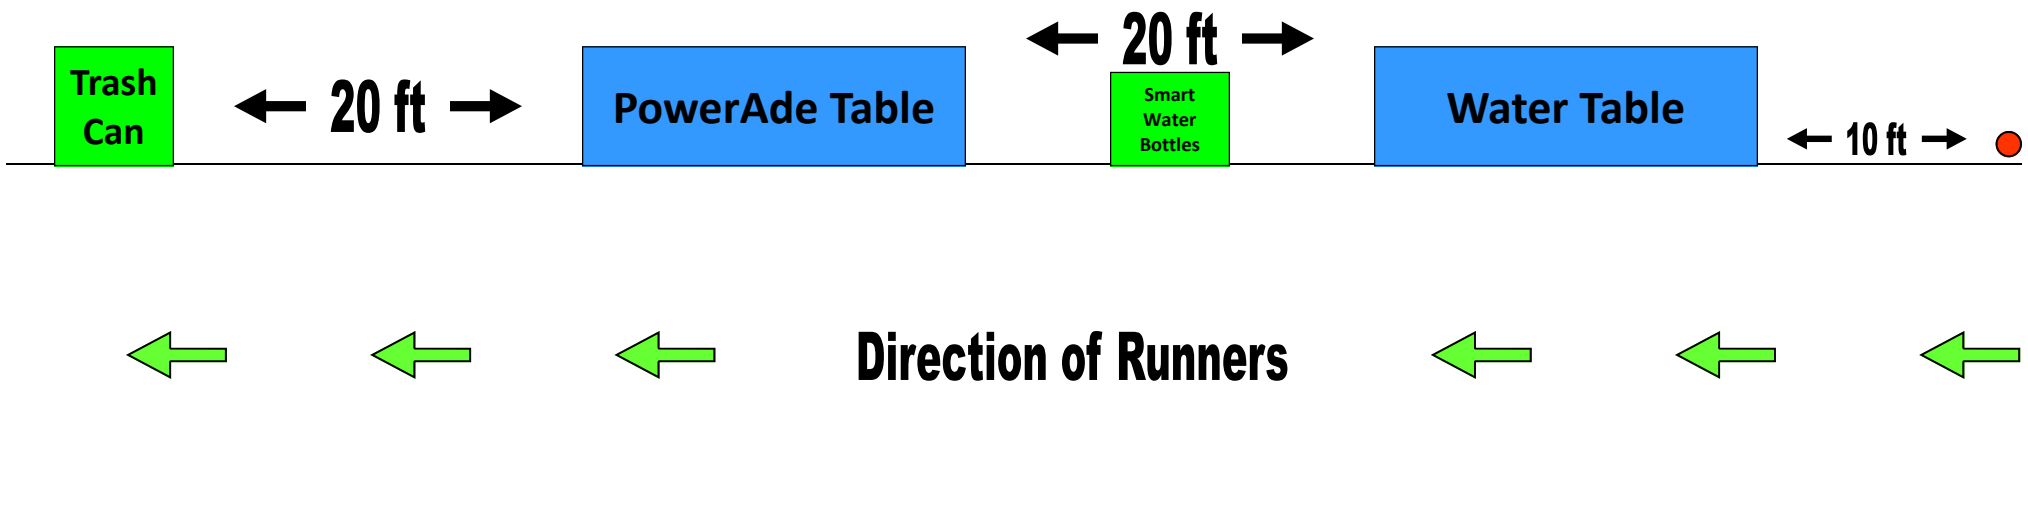 Trash
Can
20 ft
PowerAde Table
20 ft
Smart
Water
Bottles
Water Table
10 ft
Direction of Runners